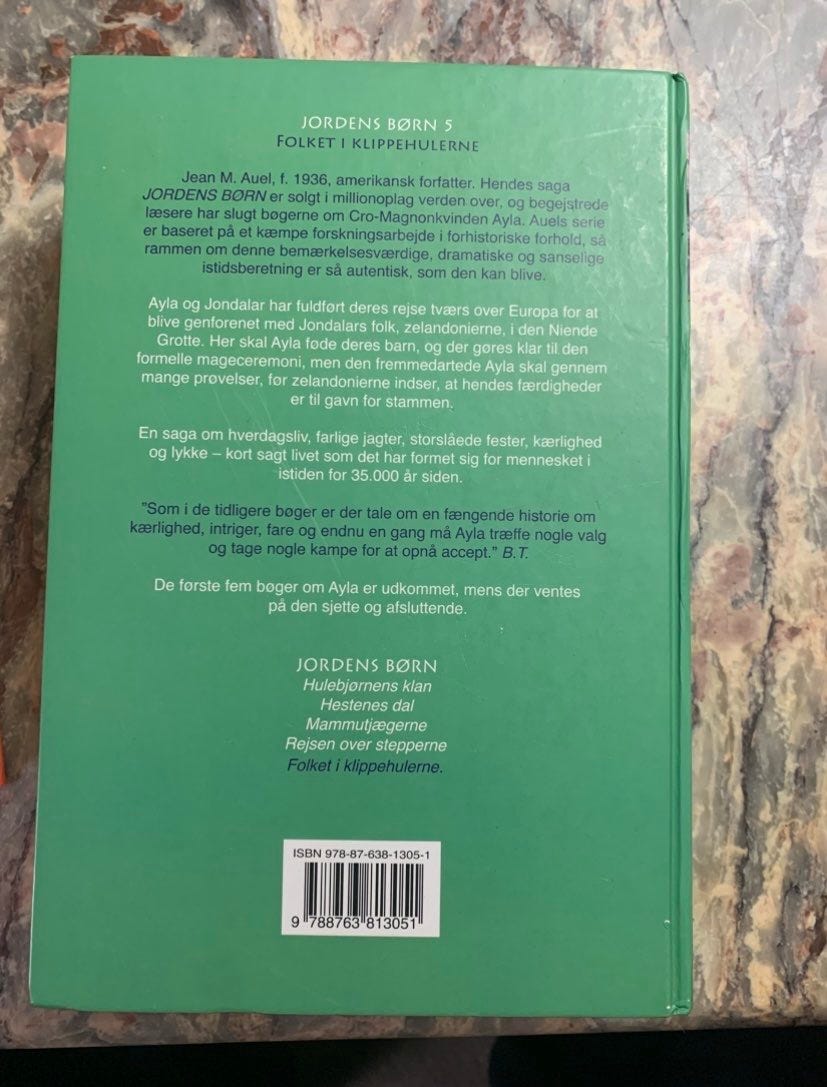 JORDENS BØRN 5
FOLKET I KLIPPEHULERNE
Jean M. Auel, f. 1936, amerikansk forfatter. Hendes saga
JORDENS BØRN er solgt i millionoplag verden over, og begejstrede
læsere har slugt bøgerne om Cro-Magnonkvinden Ayla. Auels serie
er baseret på et kæmpe forskningsarbejde i forhistoriske forhold, så
rammen om denne bemærkelsesværdige, dramatiske og sanselige
istidsberetning er så autentisk, som den kan blive.
Ayla og Jondalar har fuldført deres rejse tværs over Europa for at
blive genforenet med Jondalars folk, zelandonierne, i den Niende
Grotte. Her skal Ayla føde deres barn, og der gøres klar til den
formelle mageceremoni, men den fremmedartede Ayla skal gennem
mange prøvelser, før zelandonierne indser, at hendes færdigheder
er til gavn for stammen.
En saga om hverdagsliv, farlige jagter, storslåede fester, kærlighed
og lykke – kort sagt livet som det har formet sig for mennesket i
istiden for 35.000 år siden.
”Som i de tidligere bøger er der tale om en fængende historie om
kærlighed, intriger, fare og endnu en gang må Ayla træffe nogle valg
og tage nogle kampe for at opnå accept.” B.T.
De første fem bøger om Ayla er udkommet, mens der ventes
på den sjette og afsluttende.
JORDENS BØRN
Hulebjørnens klan
Hestenes dal
Mammutjægerne
Rejsen over stepperne
Folket i klippehulerne.
ISBN 978-87-638-1305-1
9 788763 813051